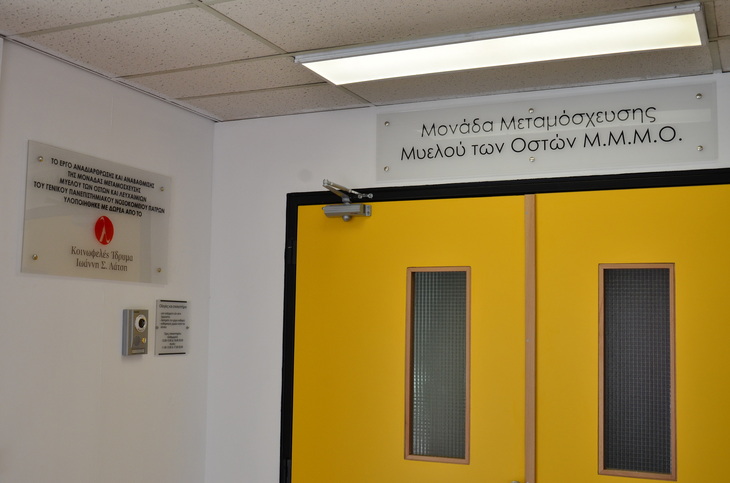 Μονάδα Μεταμόσχευσης
Μυελού των Οστών Μ.Μ.Μ.Ο.
ΤΟ ΕΡΓΟ ΑΝΑΔΙΑΡΘΡΩΣΗΣ ΚΑΙ ΑΝΑΒΑΘΜΙΣΗΣ
ΤΗΣ ΜΟΝΑΔΑΣ ΜΕΤΑΜΟΣΧΕΥΣΗΣ
ΜΥΕΛΟΥ ΤΩΝ ΟΣΤΩΝ ΚΑΙ ΛΕΥΧΑΙΜΙΩΝ
ΤΟΥ ΓΕΝΙΚΟΥ ΠΑΝΕΠΙΣΤΗΜΙΑΚΟΥ ΝΟΣΟΚΟΜΕΙΟΥ ΠΑΤΡΩΝ
ΥΛΟΠΟΙΗΘΗΚΕ ΜΕ ΔΩΡΕΑ ΑΠΟ ΤΟ
Κοινωφελές Ίδρυμα
Ιωάννη Σ. Λάτση